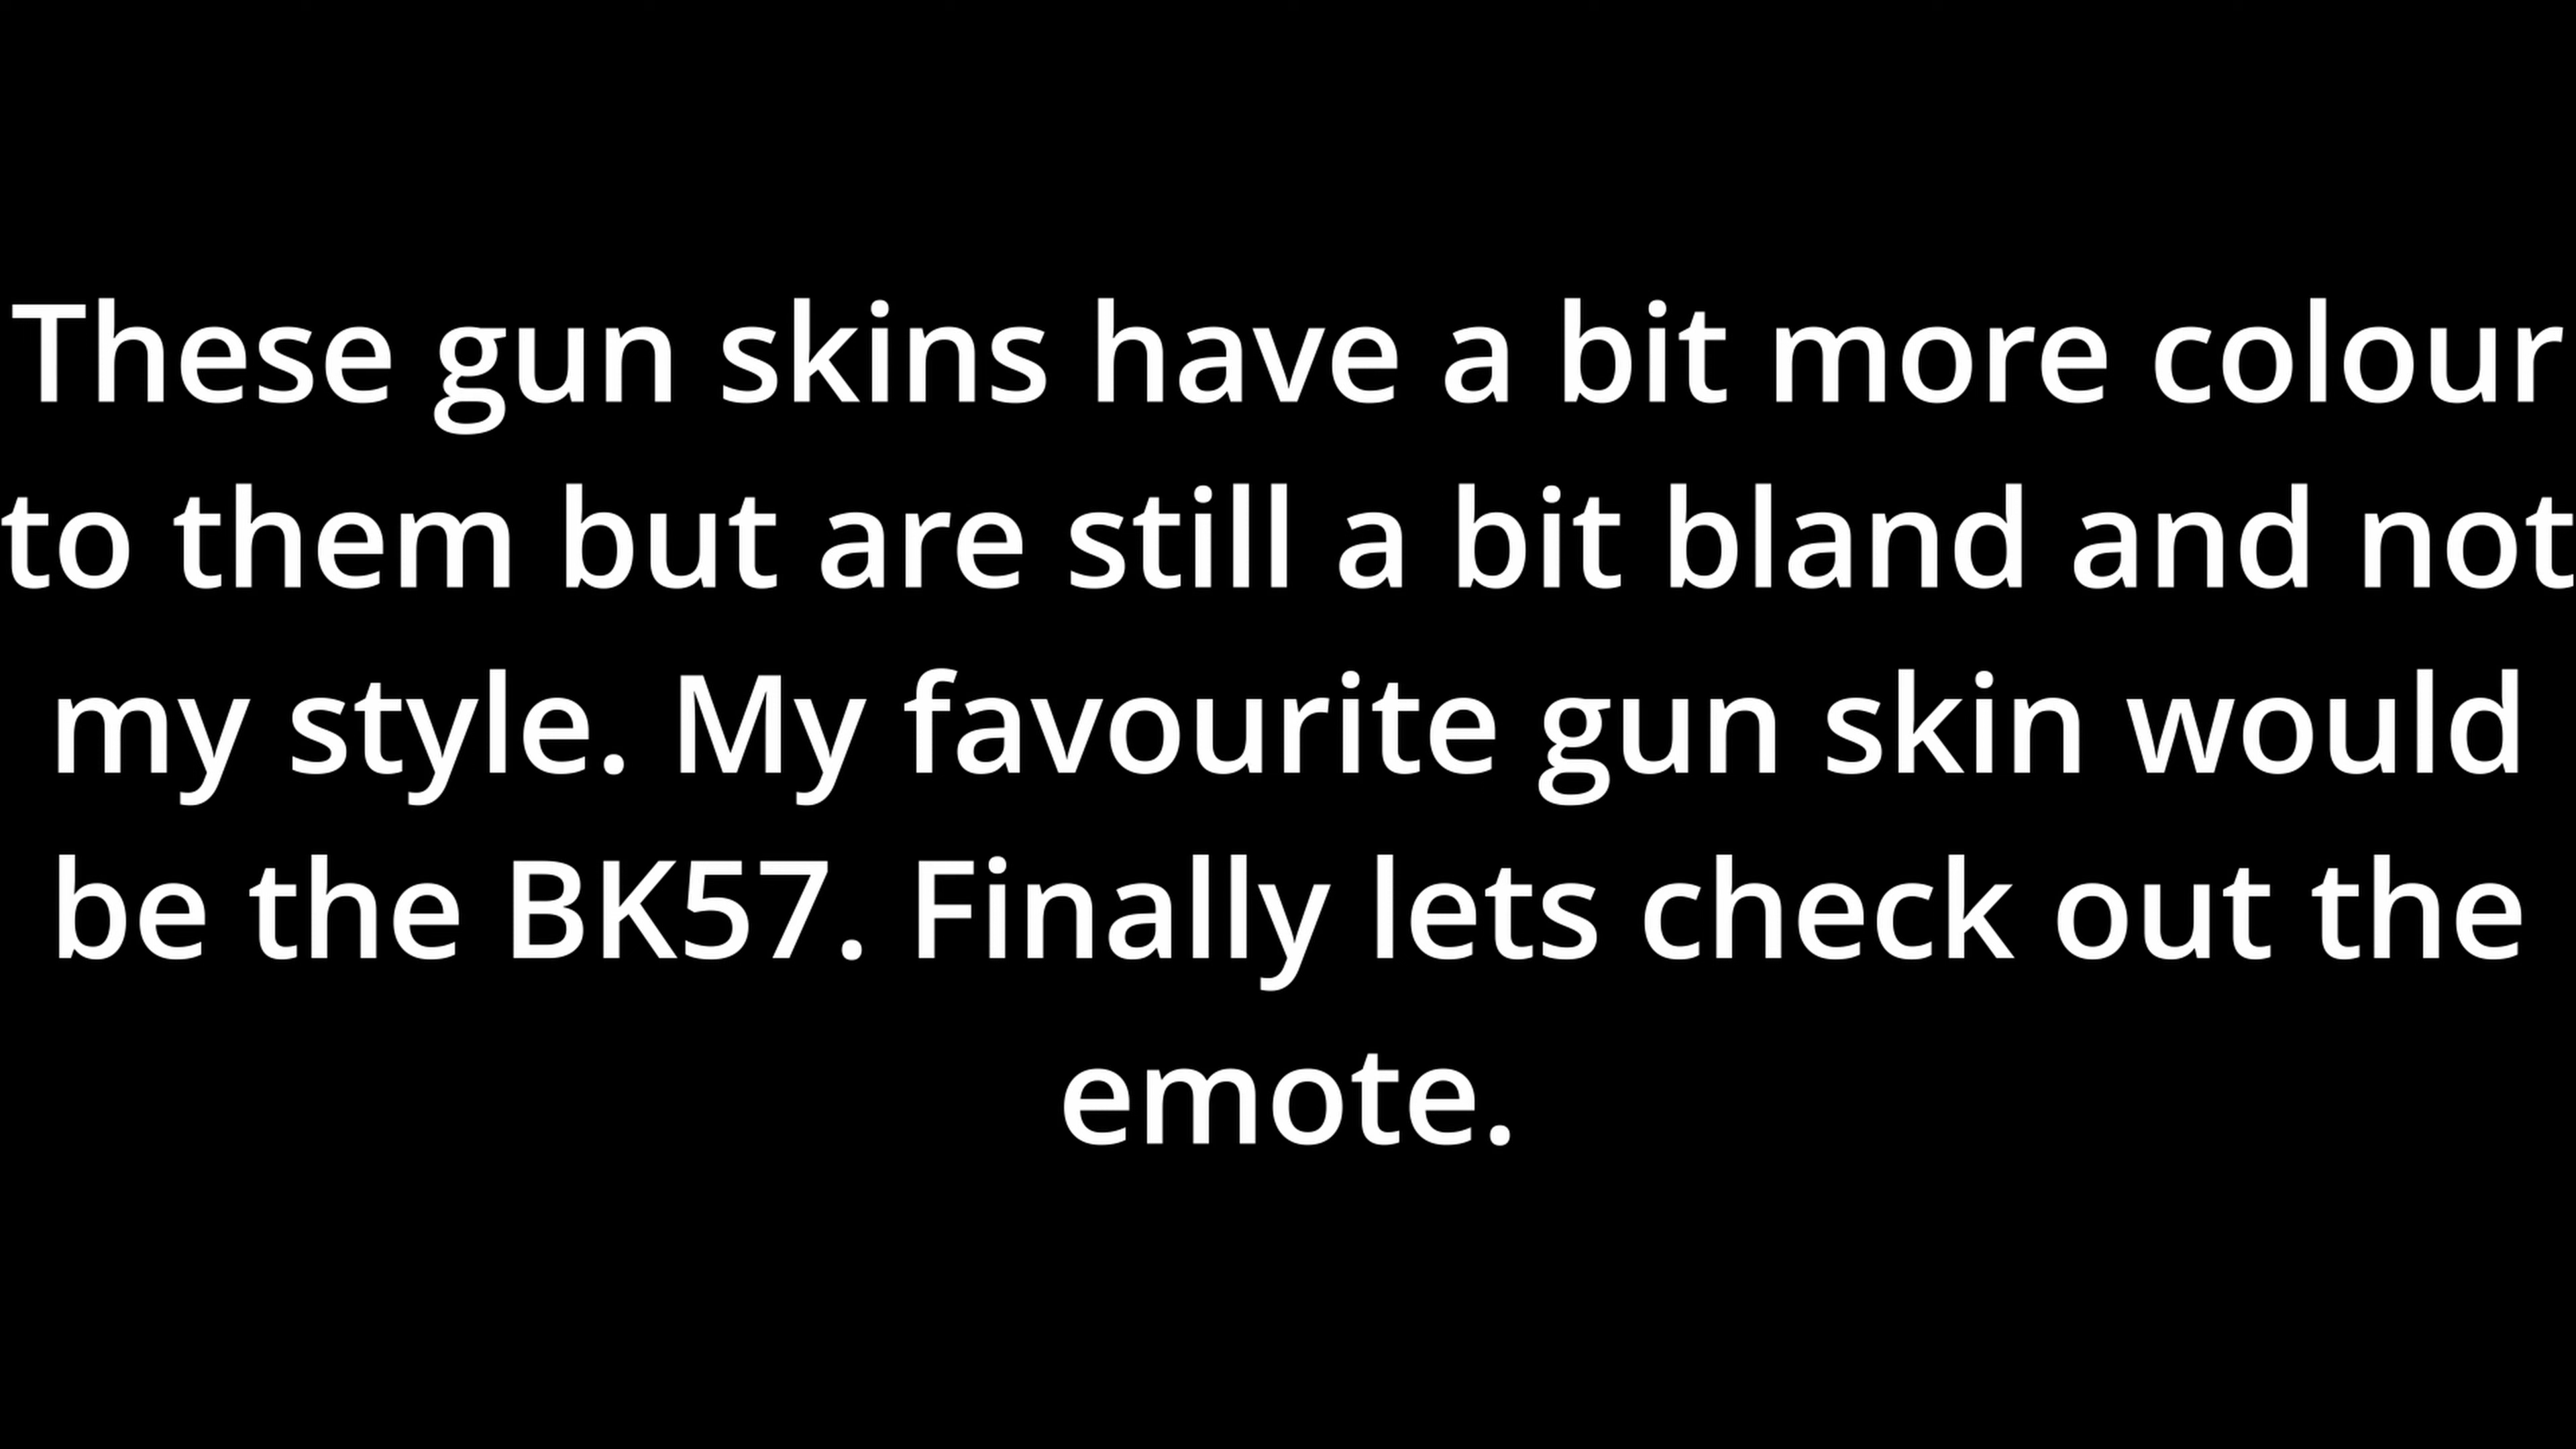 These gun skins have a bit more colour
to them but are still a bit bland and not
my style. My favourite gun skin would
be the BK57. Finally lets check out the
emote.